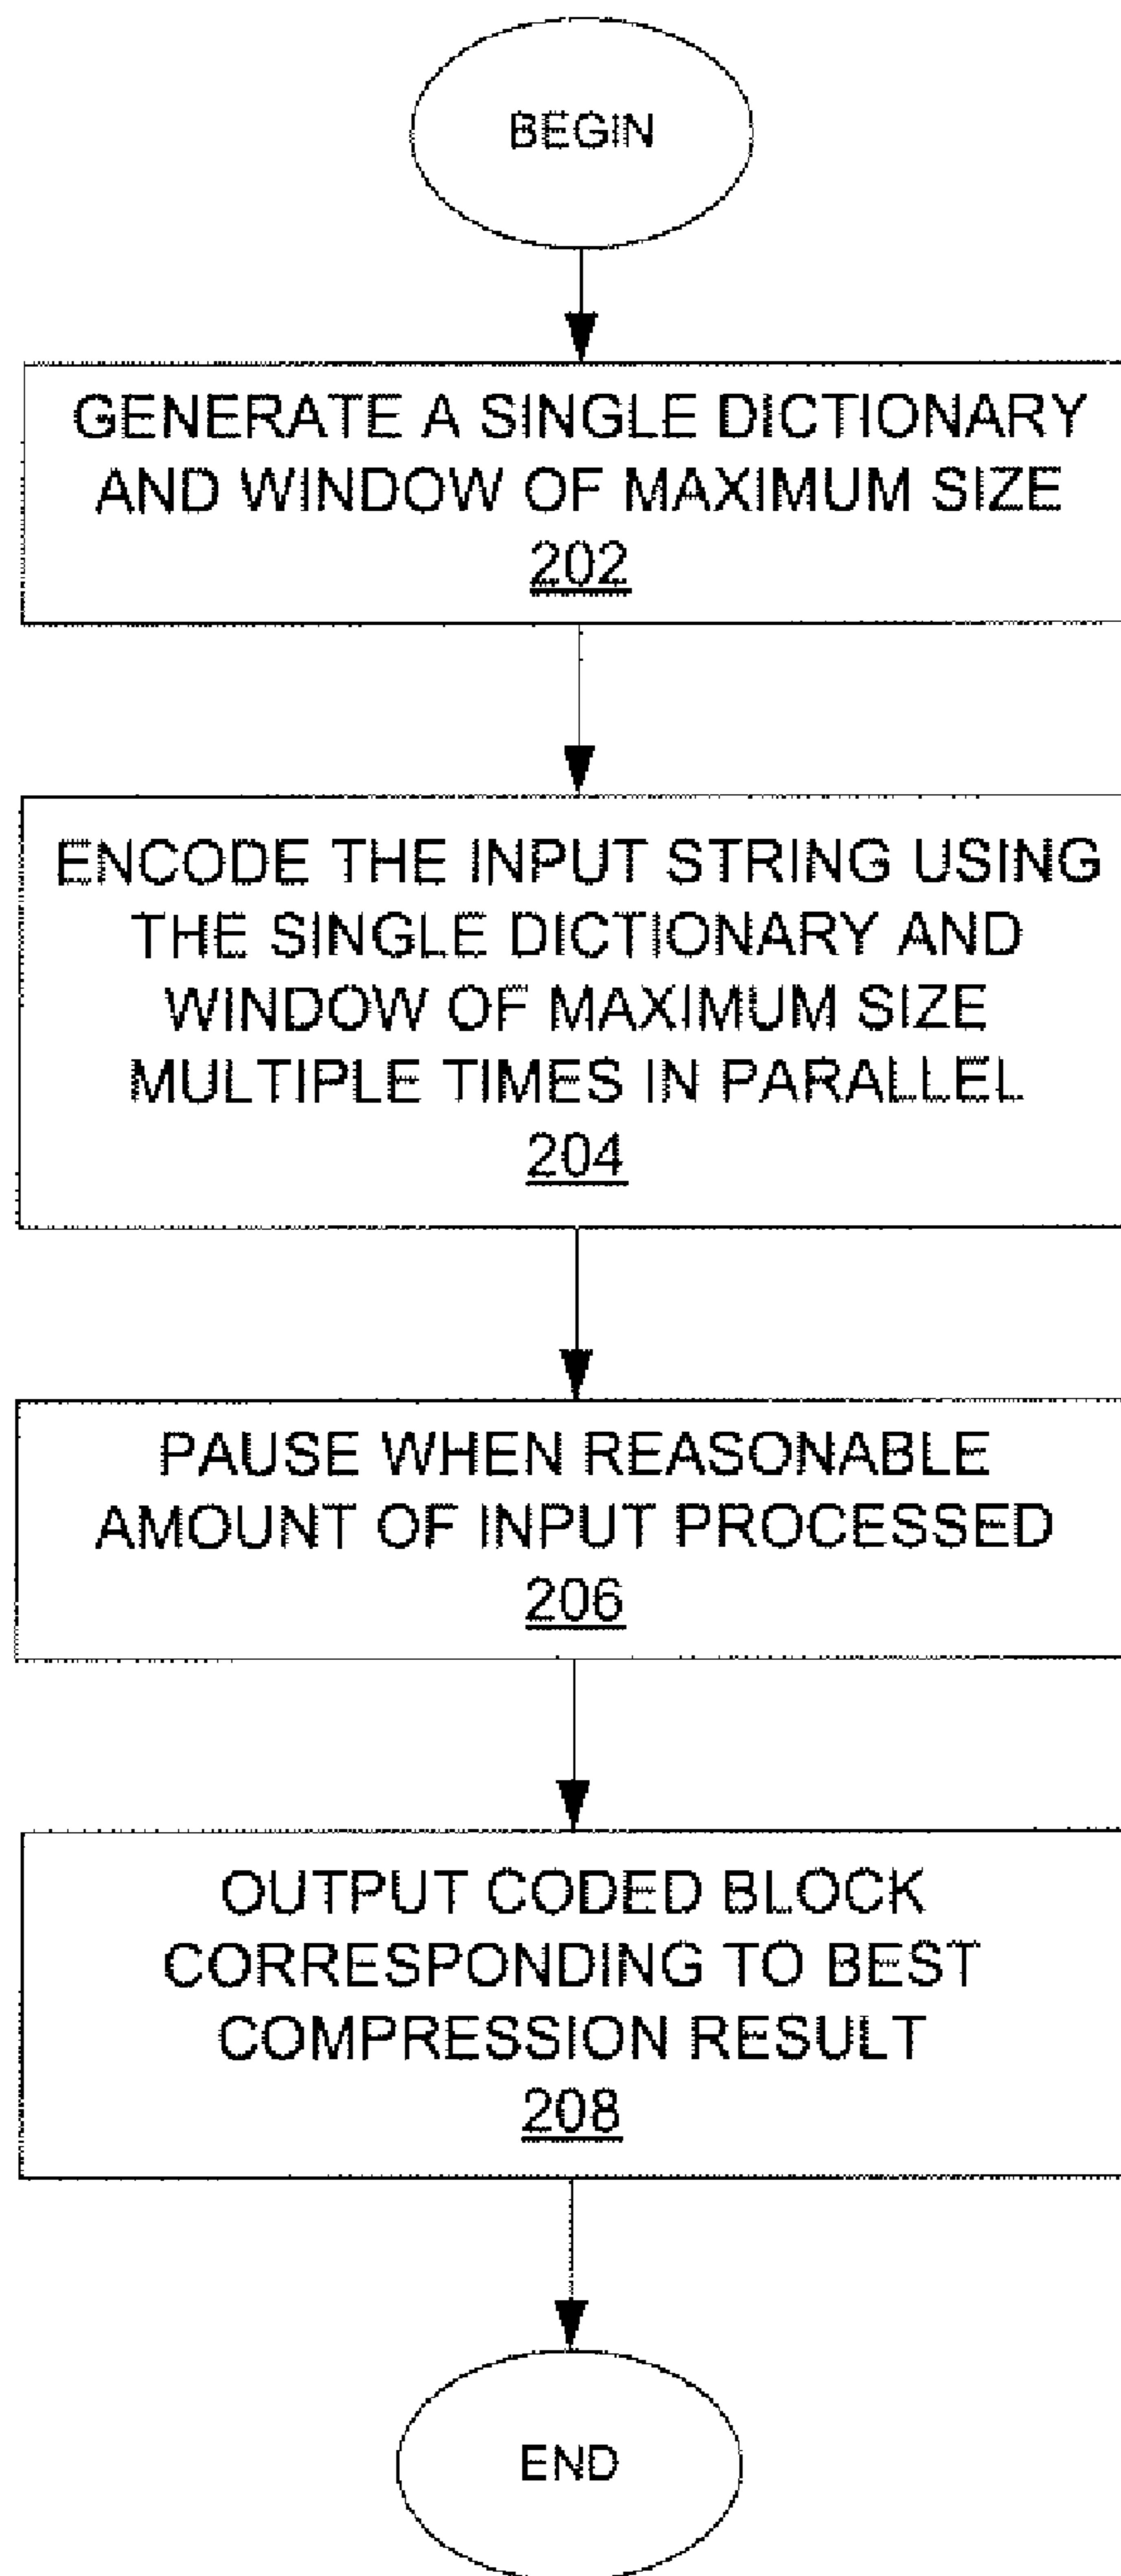 BEGIN
GENERATE A SINGLE DICTIONARY
AND WINDOW OF MAXIMUM SIZE
202
ENCODE THE INPUT STRING USING
THE SINGLE DICTIONARY AND
WINDOW OF MAXIMUM SIZE
MULTIPLE TIMES IN PARALLEL
204
PAUSE WHEN REASONABLE
AMOUNT OF INPUT PROCESSED
206
OUTPUT CODED BLOCK
CORRESPONDING TO BEST
COMPRESSION RESULT
208
END